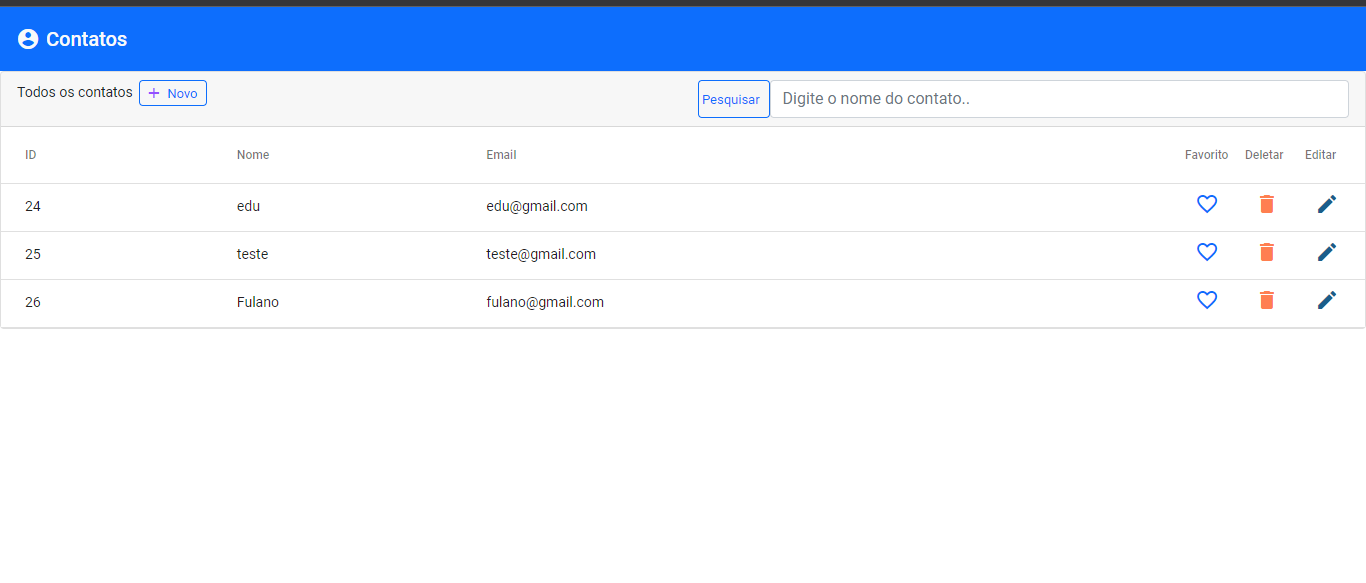 Contatos
Todos os contatos + Novo Pesquisar Digite o nome do contato..
ID Nome Email Favorito Deletar Editar
24 edu edu@gmail.com
25 teste teste@gmail.com
26 Fulano fulano@gmail.com